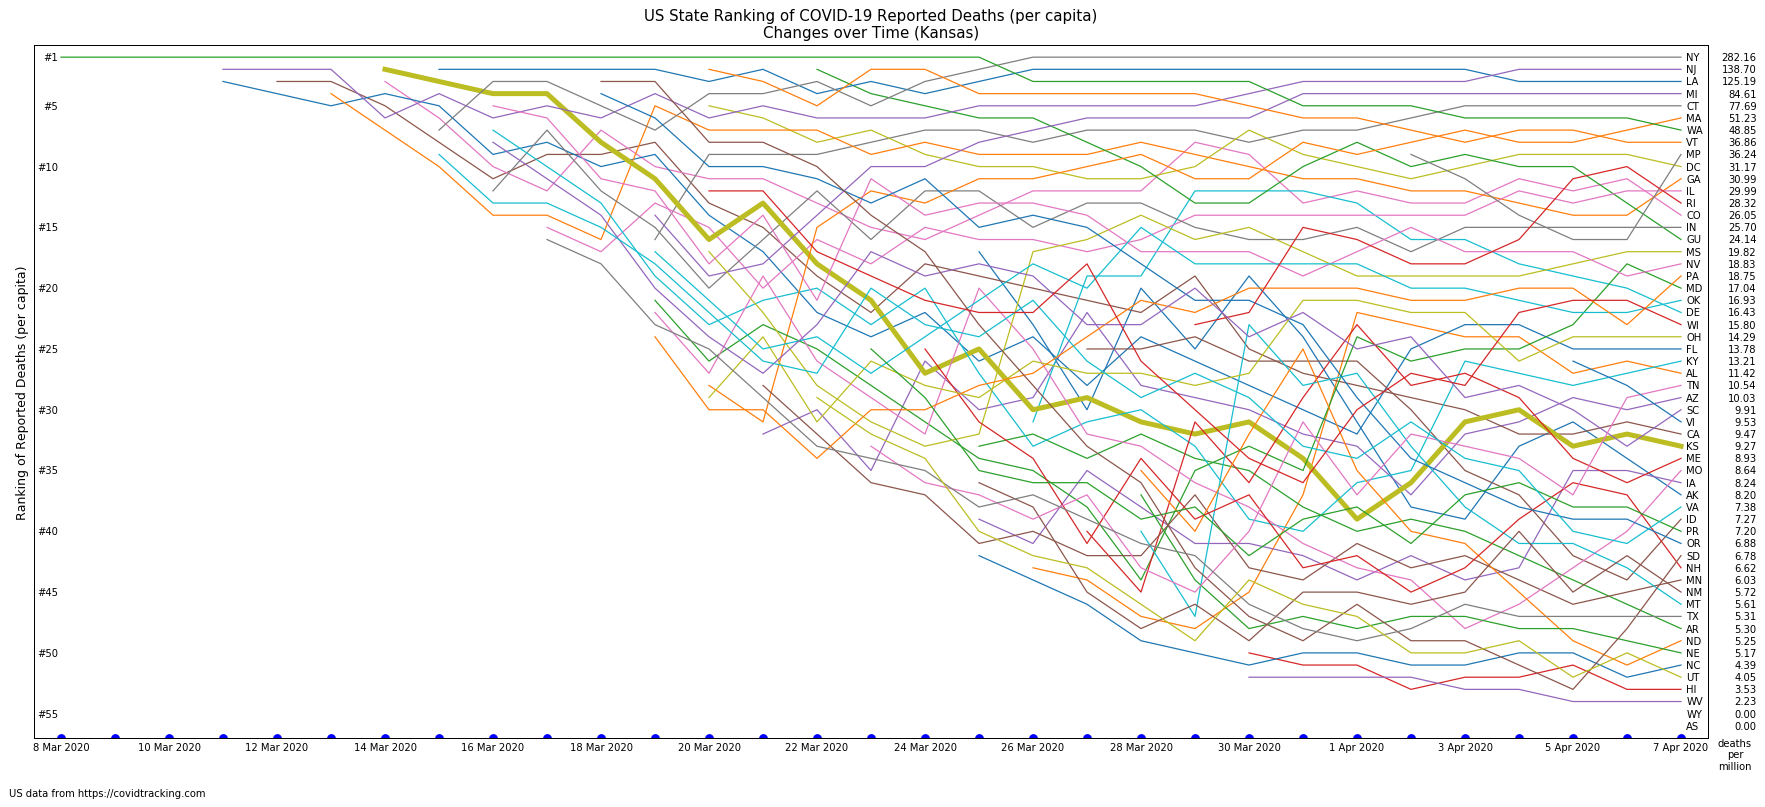 US State Ranking of COVID-19 Reported Deaths (per capita)
Changes over Time (Kansas)
Ranking of Reported Deaths (per capita)
#1
#5
#10
#15
#20
#25
#30
#35
#40
#45
#50
#55
NY 282.16
NJ 138.70
LA 125.19
MI 84.61
CT 77.69
MA 51.23
WA 48.85
VT 36.86
MP 36.24
DC 31.17
GA 30.99
IL 29.99
RI 28.32
CO 26.05
IN 25.70
GU 24.14
MS 19.82
NV 18.83
PA 18.75
MD 17.04
OK 16.93
DE 16.43
WI 15.80
OH 14.29
FL 13.78
KY 13.21
AL 11.42
TN 10.54
AZ 10.03
SC 9.91
VI 9.53
CA 9.47
KS 9.27
ME 8.93
MO 8.64
IA 8.24
AK 8.20
VA 7.38
ID 7.27
PR 7.20
OR 6.88
SD 6.78
NH 6.62
MN 6.03
NM 5.72
MT 5.61
TX 5.31
AR 5.30
ND 5.25
NE 5.17
NC 4.39
UT 4.05
HI 3.53
WV 2.23
WY 0.00
AS 0.00
8 Mar 2020 10 Mar 2020 12 Mar 2020 14 Mar 2020 16 Mar 2020 18 Mar 2020 20 Mar 2020 22 Mar 2020 24 Mar 2020 26 Mar 2020 28 Mar 2020 30 Mar 2020 1 Apr 2020 3 Apr 2020 5 Apr 2020 7 Apr 2020
deaths
per
million
US data from https://covidtracking.com